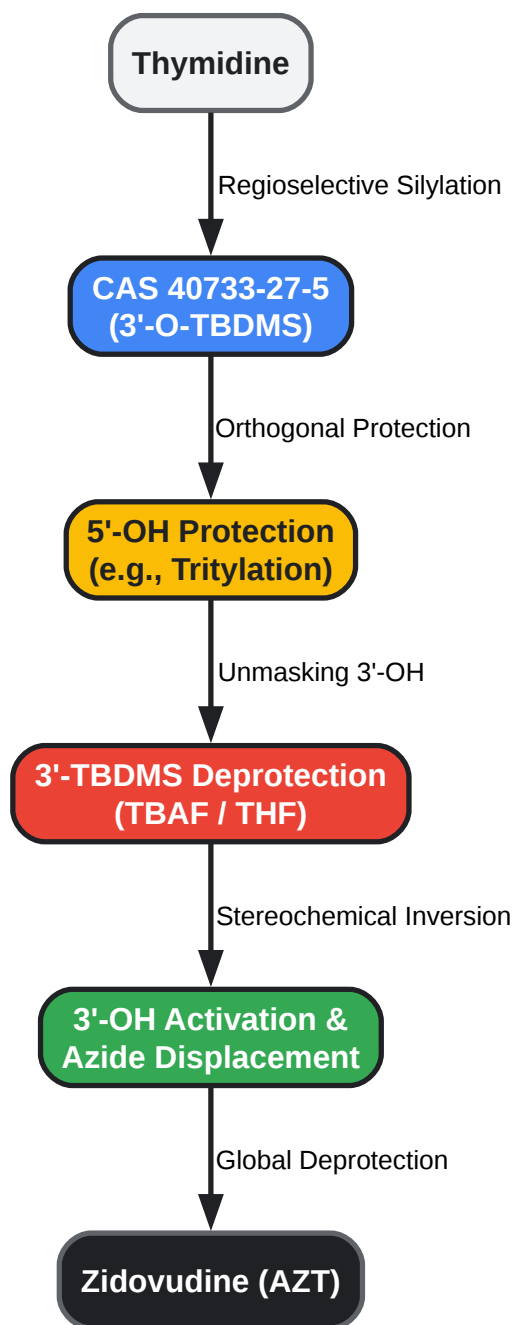 Thymidine
Regioselective Silylation
CAS 40733-27-5
(3'-O-TBDMS)
Orthogonal Protection
5'-OH Protection
(e.g., Tritylation)
Unmasking 3'-OH
3'-TBDMS Deprotection
(TBAF / THF)
Stereochemical Inversion
3'-OH Activation &
Azide Displacement
Global Deprotection
Zidovudine (AZT)